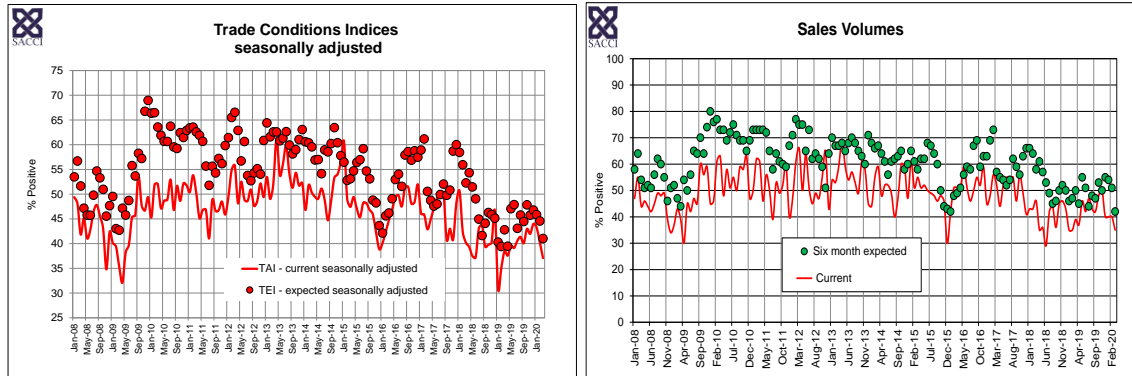 SACCI
Trade Conditions Indices
seasonally adjusted
75
70
65
60
55
50
45
40
35
30
25
% Positive
TAI - current seasonally adjusted
TEI - expected seasonally adjusted
Jan-08
May-08
Sep-08
Jan-09
May-09
Sep-09
Jan-10
May-10
Sep-10
Jan-11
May-11
Sep-11
Jan-12
May-12
Sep-12
Jan-13
May-13
Sep-13
Jan-14
May-14
Sep-14
Jan-15
May-15
Sep-15
Jan-16
May-16
Sep-16
Jan-17
May-17
Sep-17
Jan-18
May-18
Sep-18
Jan-19
May-19
Sep-19
Jan-20
SACCI
Sales Volumes
100
90
80
70
60
50
40
30
20
10
0
% Positive
Six month expected
Current
Jan-08
Jun-08
Nov-08
Apr-09
Sep-09
Feb-10
Jul-10
Dec-10
May-11
Oct-11
Mar-12
Aug-12
Jan-13
Jun-13
Nov-13
Apr-14
Sep-14
Feb-15
Jul-15
Dec-15
May-16
Oct-16
Mar-17
Aug-17
Jan-18
Jun-18
Nov-18
Apr-19
Sep-19
Feb-20